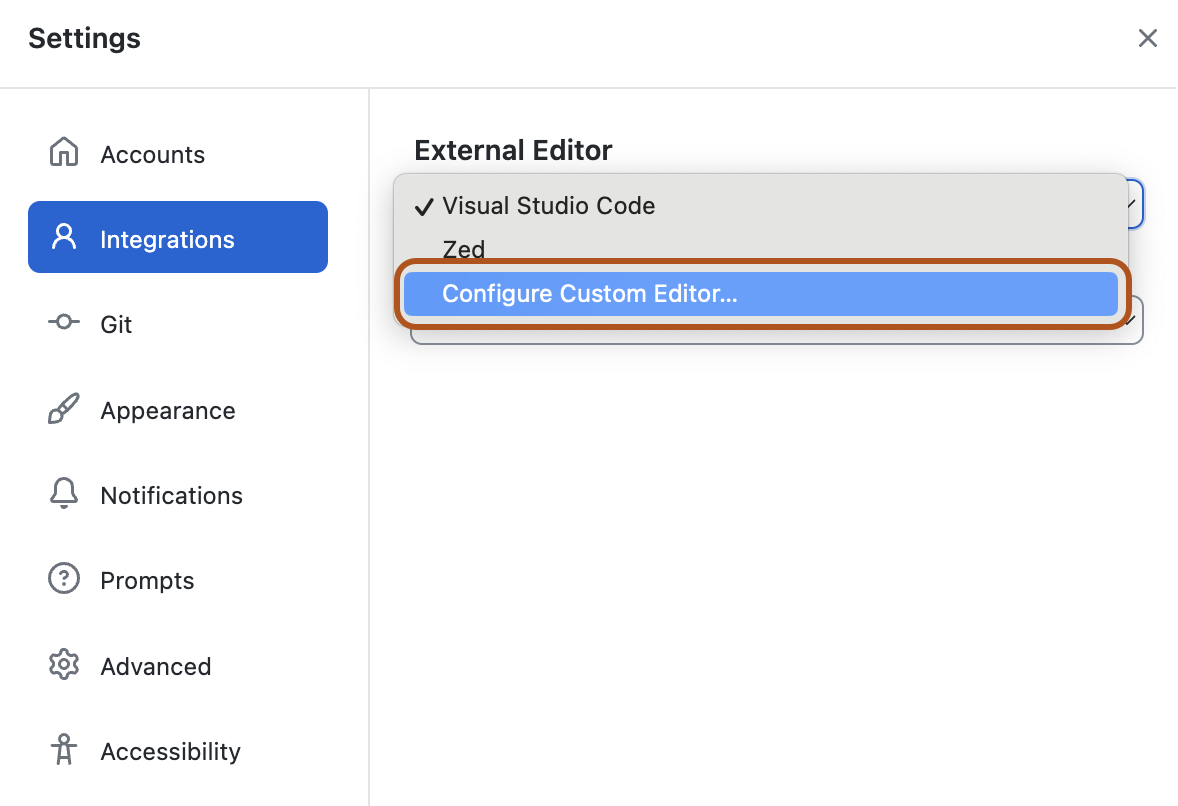 Settings
Accounts
Integrations
Git
Appearance
Notifications
Prompts
Advanced
Accessibility
External Editor
Visual Studio Code
Zed
Configure Custom Editor...